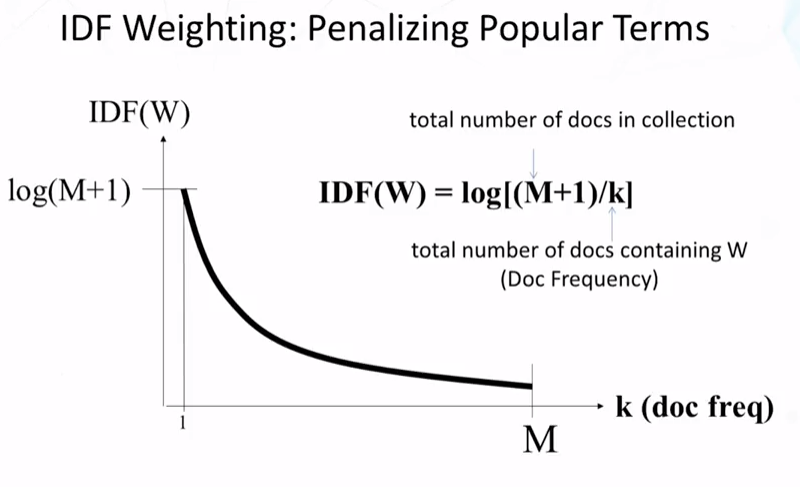 IDF Weighting: Penalizing Popular Terms
IDF(W)
total number of docs in collection
log(M+1)
IDF(W) = log[(M+1)/k]
total number of docs containing W
(Doc Frequency)
k (doc freq)
1
M